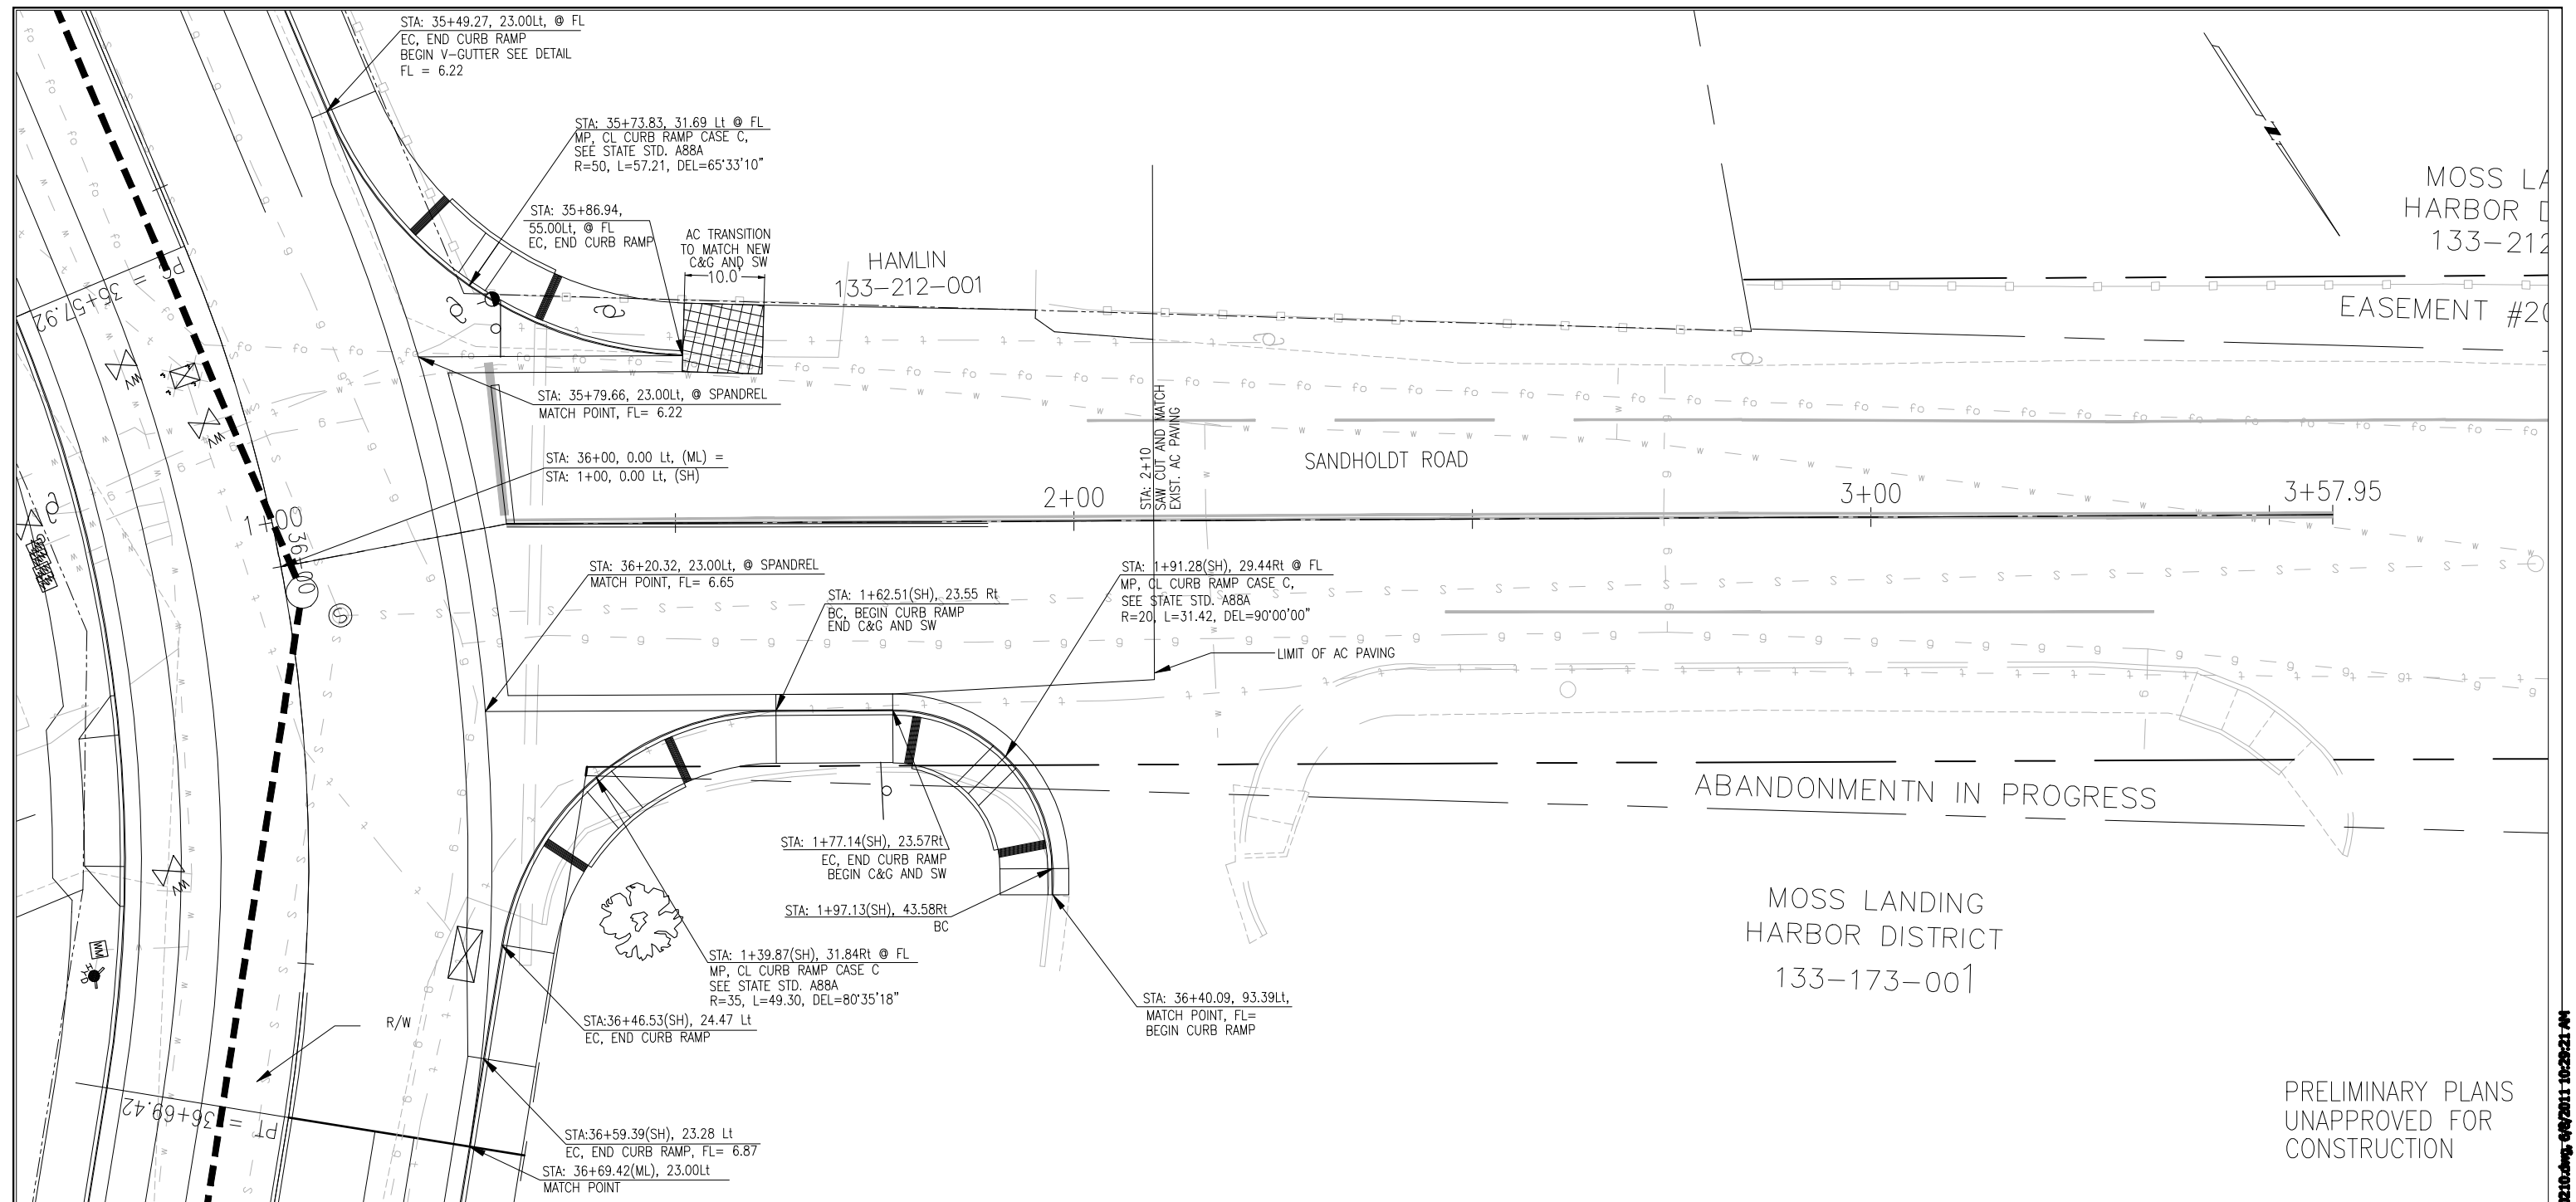 STA: 35+49.27, 23.00Lt, @ FL
EC, END CURB RAMP
BEGIN V-GUTTER SEE DETAIL
FL = 6.22
STA: 35+73.83, 31.69 Lt @ FL
MP, CL CURB RAMP CASE C,
SEE STATE STD. A88A
R=50, L=57.21, DEL=65°33'10"
STA: 35+86.94,
55.00Lt, @ FL
EC, END CURB RAMP
AC TRANSITION
TO MATCH NEW
C&G AND SW
10.0'
HAMLIN
133-212-001
MOSS LA
HARBOR D
133-212
EASEMENT #20
PC = 36+57.92
STA: 35+79.66, 23.00Lt, @ SPANDREL
MATCH POINT, FL= 6.22
STA: 36+00, 0.00 Lt, (ML) =
STA: 1+00, 0.00 Lt, (SH)
1+00
36+00
2+00
STA: 2+10
SAW CUT AND MATCH
EXIST. AC PAVING
SANDHOLDT ROAD
3+00
3+57.95
STA: 36+20.32, 23.00Lt, @ SPANDREL
MATCH POINT, FL= 6.65
STA: 1+62.51(SH), 23.55 Rt
BC, BEGIN CURB RAMP
END C&G AND SW
STA: 1+91.28(SH), 29.44Rt @ FL
MP, CL CURB RAMP CASE C,
SEE STATE STD. A88A
R=20, L=31.42, DEL=90°00'00"
LIMIT OF AC PAVING
ABANDONMENTN IN PROGRESS
STA: 1+77.14(SH), 23.57Rt
EC, END CURB RAMP
BEGIN C&G AND SW
STA: 1+97.13(SH), 43.58Rt
BC
STA: 1+39.87(SH), 31.84Rt @ FL
MP, CL CURB RAMP CASE C
SEE STATE STD. A88A
R=35, L=49.30, DEL=80°35'18"
STA:36+46.53(SH), 24.47 Lt
EC, END CURB RAMP
STA: 36+40.09, 93.39Lt,
MATCH POINT, FL=
BEGIN CURB RAMP
MOSS LANDING
HARBOR DISTRICT
133-173-001
R/W
PT = 36+69.42
STA:36+59.39(SH), 23.28 Lt
EC, END CURB RAMP, FL= 6.87
STA: 36+69.42(ML), 23.00Lt
MATCH POINT
WV
WV
WV
WM
HYD
S
PRELIMINARY PLANS
UNAPPROVED FOR
CONSTRUCTION